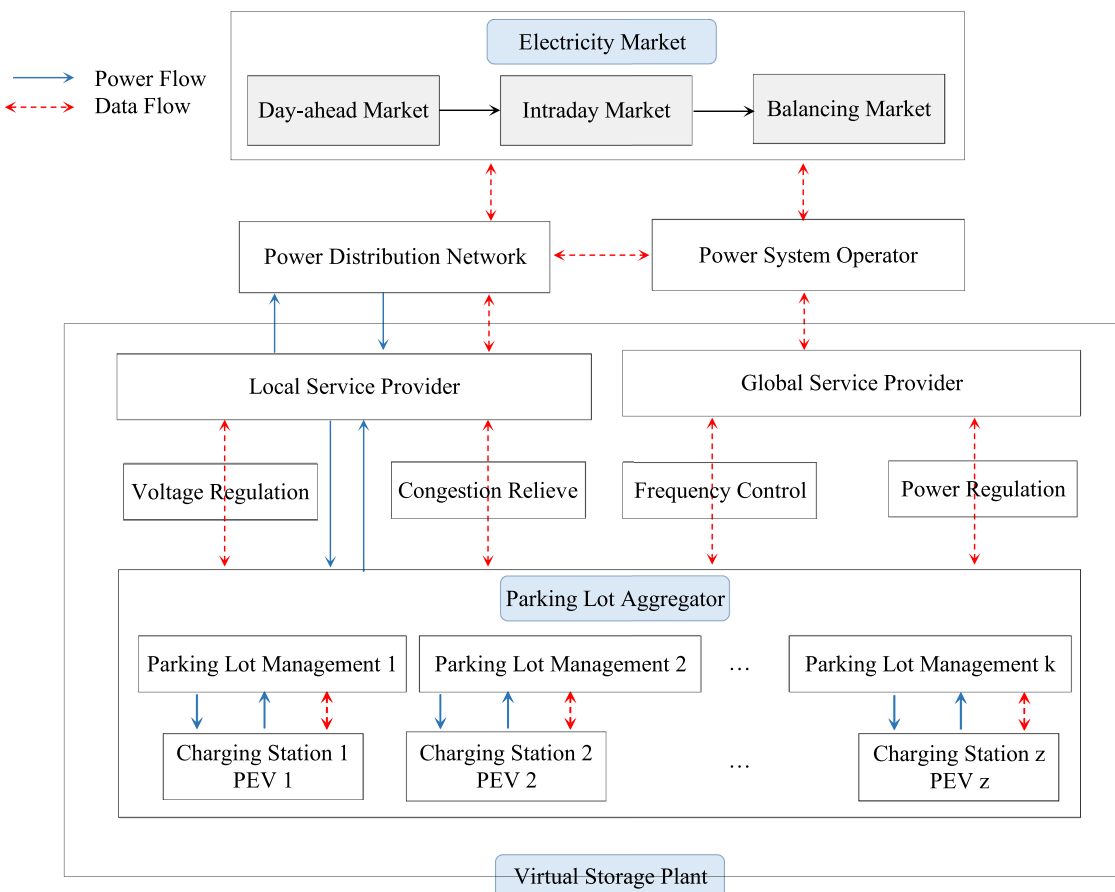 Electricity Market
Power Flow
Data Flow
Day-ahead Market
Intraday Market
Balancing Market
Power Distribution Network
Power System Operator
Local Service Provider
Global Service Provider
Voltage Regulation
Congestion Relieve
Frequency Control
Power Regulation
Parking Lot Aggregator
Parking Lot Management 1
Parking Lot Management 2
...
Parking Lot Management k
Charging Station 1
PEV 1
Charging Station 2
PEV 2
...
Charging Station z
PEV z
Virtual Storage Plant